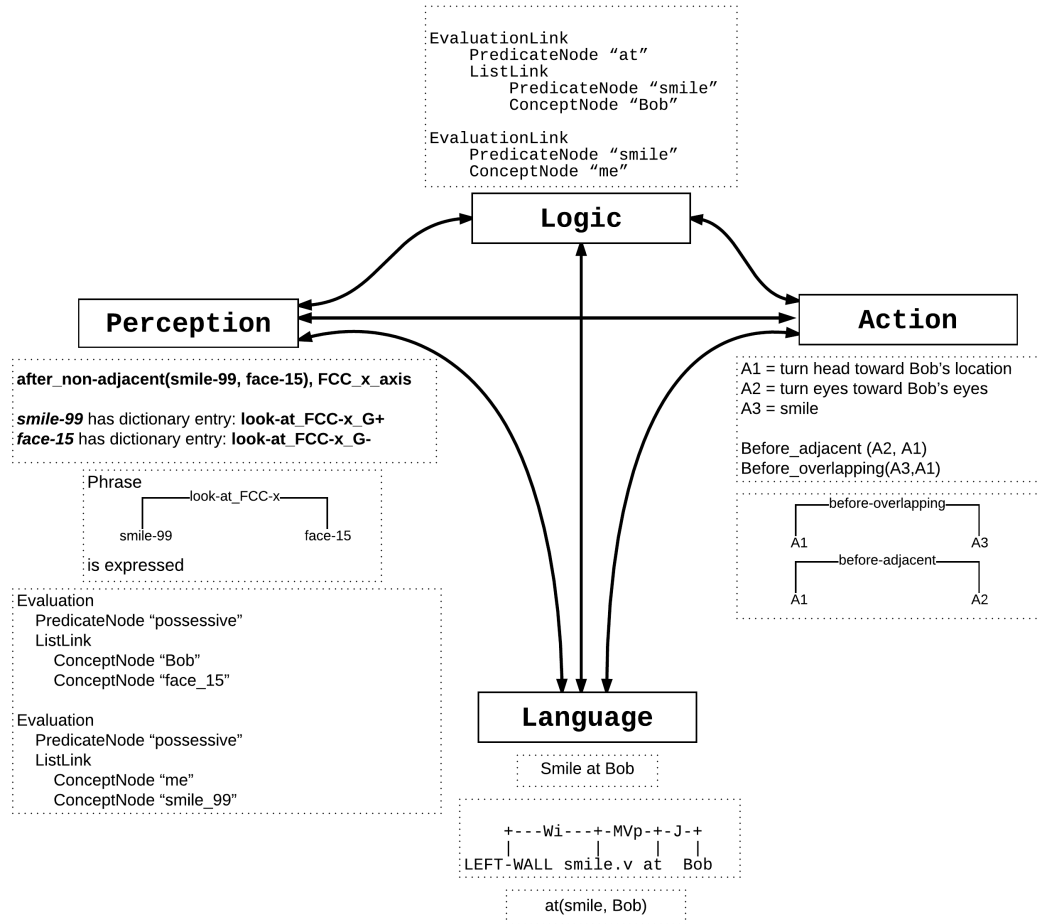 EvaluationLink
    PredicateNode “at”
    ListLink
        PredicateNode “smile”
        ConceptNode “Bob”
EvaluationLink
    PredicateNode “smile”
    ConceptNode “me”
Logic
Perception
Action
after_non-adjacent(smile-99, face-15), FCC_x_axis
smile-99 has dictionary entry: look-at_FCC-x_G+
face-15 has dictionary entry: look-at_FCC-x_G-
Phrase
look-at_FCC-x
smile-99 face-15
is expressed
Evaluation
    PredicateNode “possessive”
    ListLink
        ConceptNode “Bob”
        ConceptNode “face_15”
Evaluation
    PredicateNode “possessive”
    ListLink
        ConceptNode “me”
        ConceptNode “smile_99”
A1 = turn head toward Bob’s location
A2 = turn eyes toward Bob’s eyes
A3 = smile
Before_adjacent (A2, A1)
Before_overlapping(A3,A1)
before-overlapping
A1 A3
before-adjacent
A1 A2
Language
Smile at Bob
+---Wi---+-MVp-+-J-+
|        |     |   |
LEFT-WALL smile.v at  Bob
at(smile, Bob)